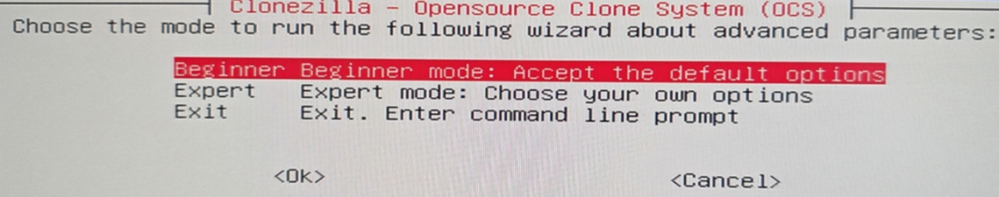 Clonezilla - Opensource Clone System (OCS)
Choose the mode to run the following wizard about advanced parameters:
Beginner Beginner mode: Accept the default options
Expert Expert mode: Choose your own options
Exit Exit. Enter command line prompt
<Ok> <Cancel>